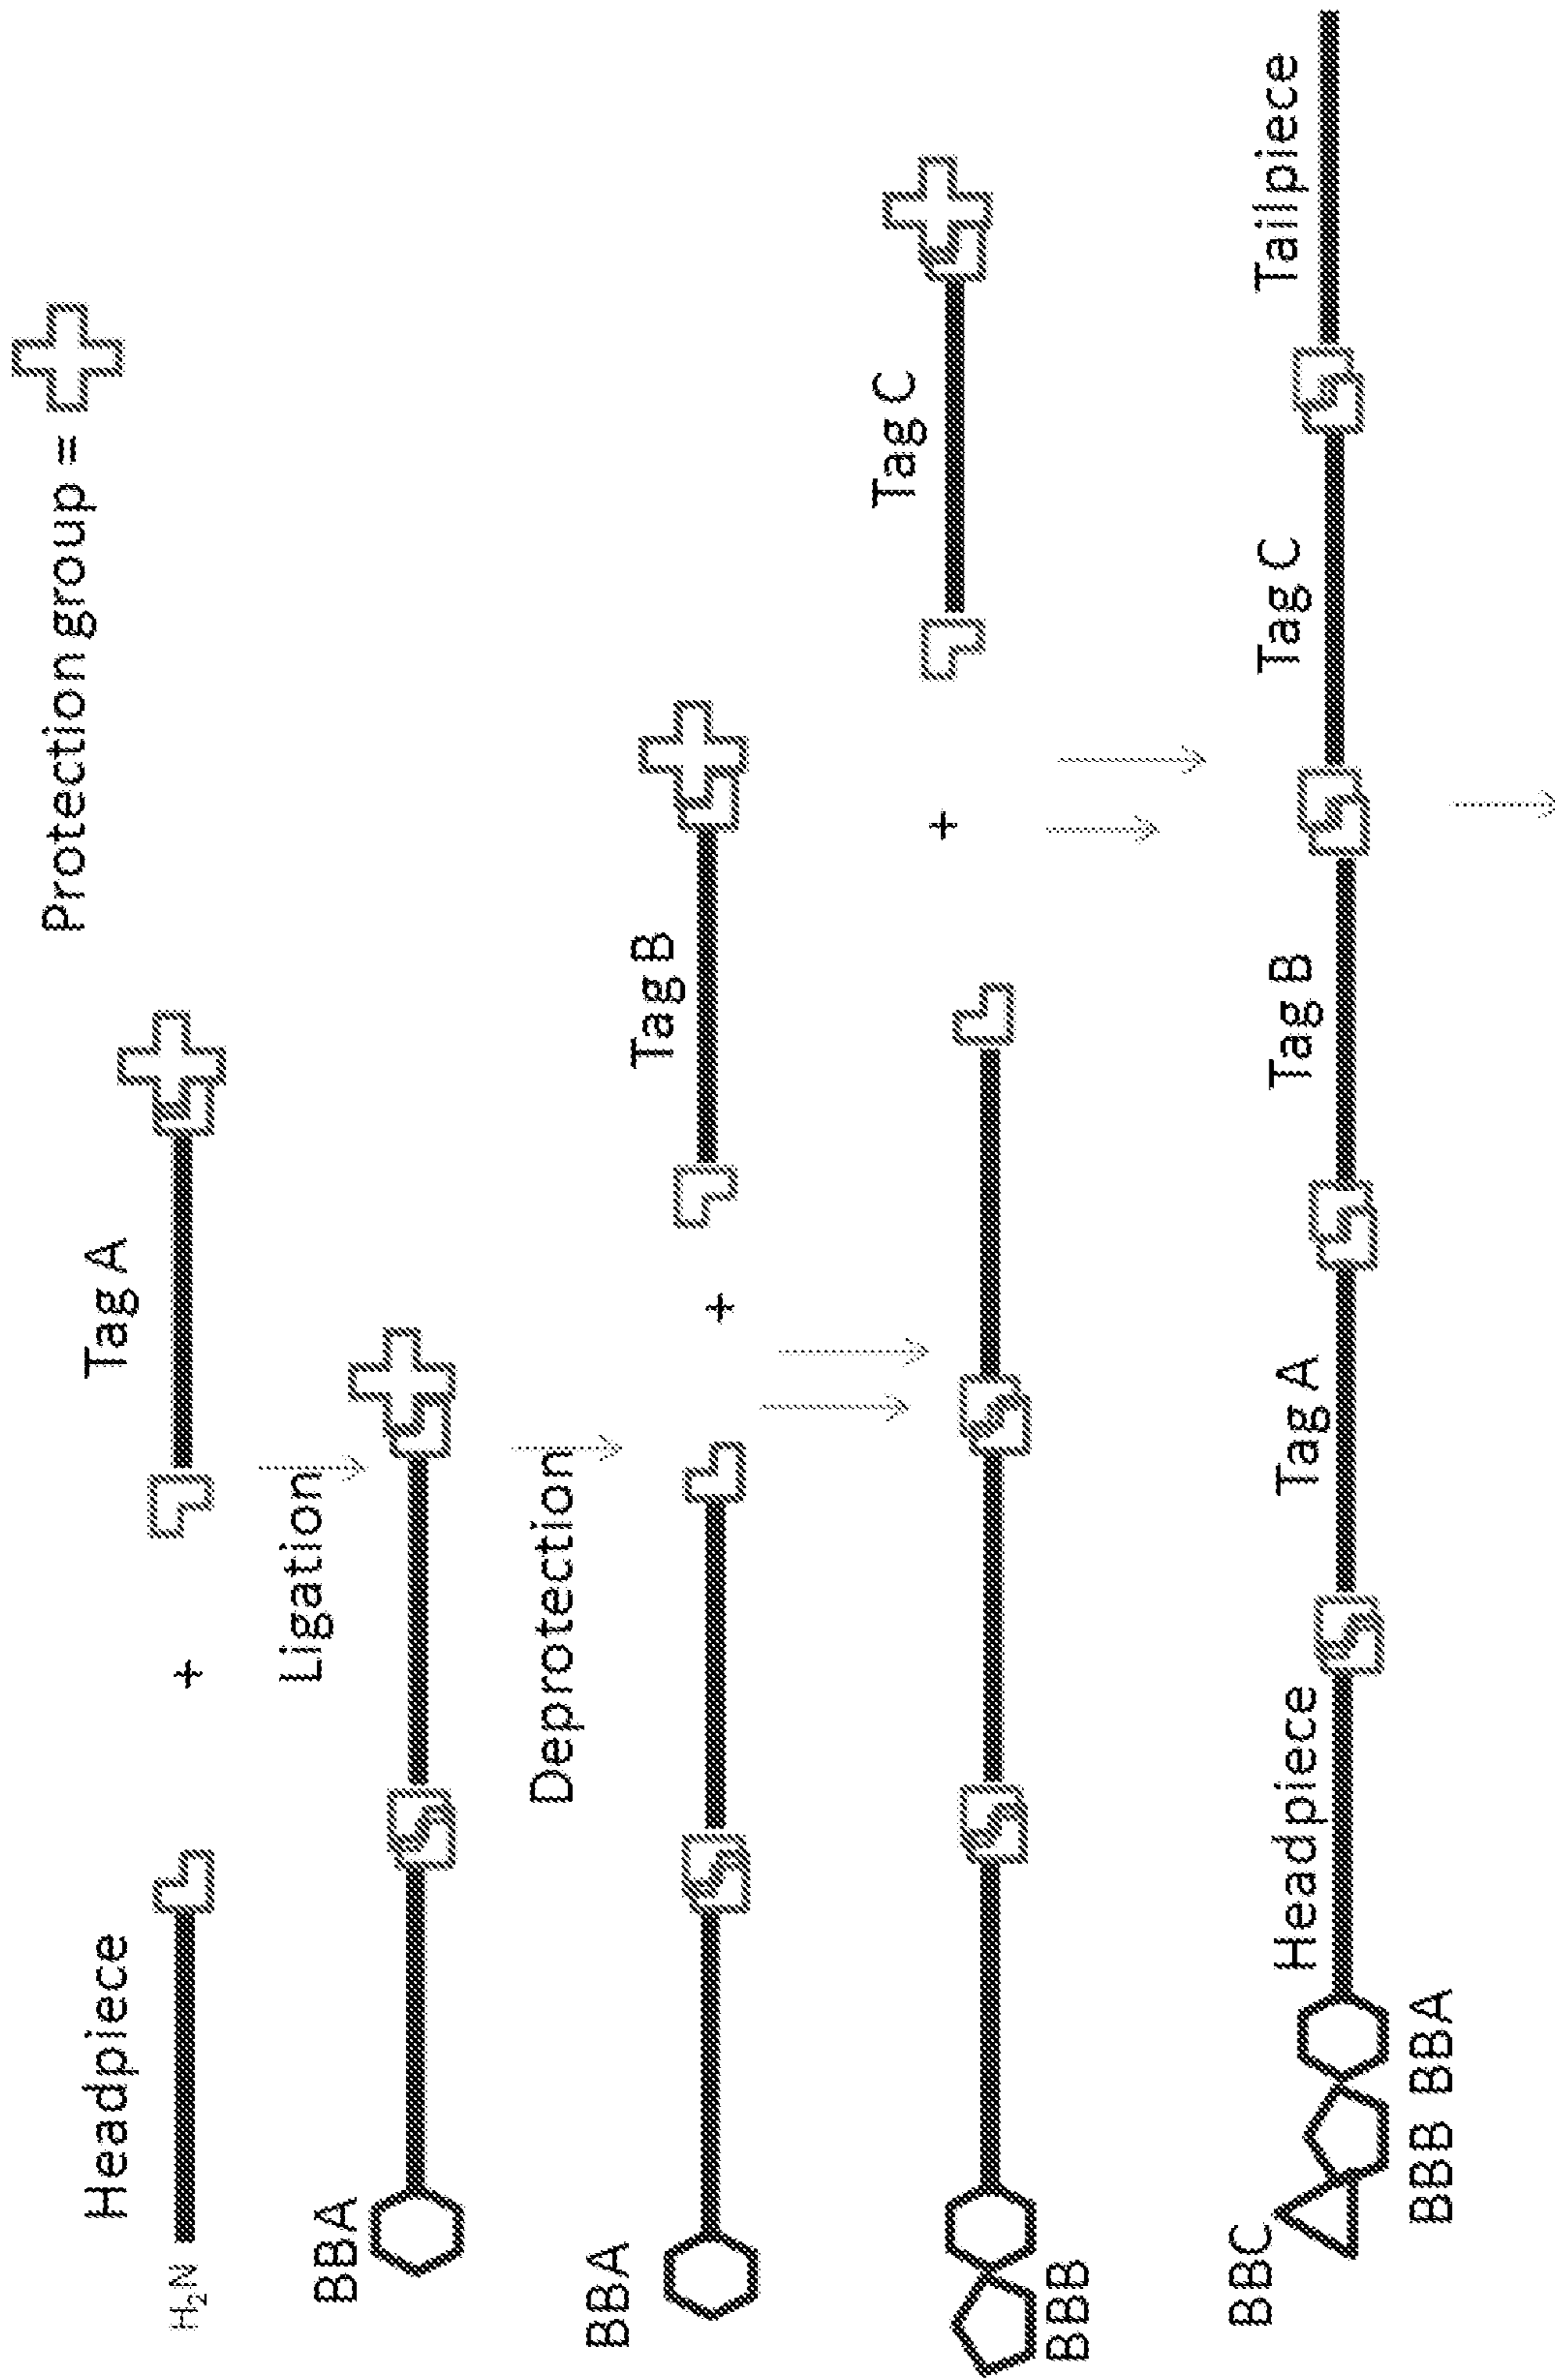 Protection group =
Headpiece
Tag A
H₂N
+
Ligation
BBA
Deprotection
BBA
+
Tag B
BBB
+
Tag C
BBC
Headpiece
Tag A
Tag B
Tag C
Tailpiece
BBB BBA